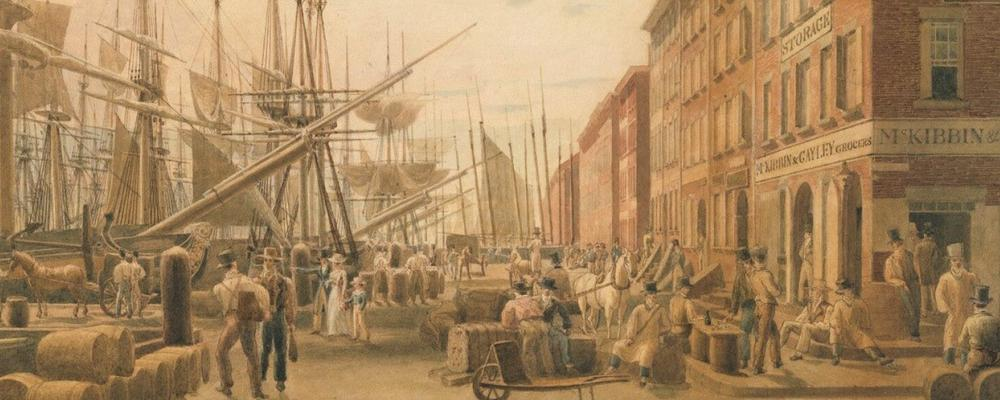 STORAGE
McKIBBIN & GAYLEY GROCERS
McKIBBIN &